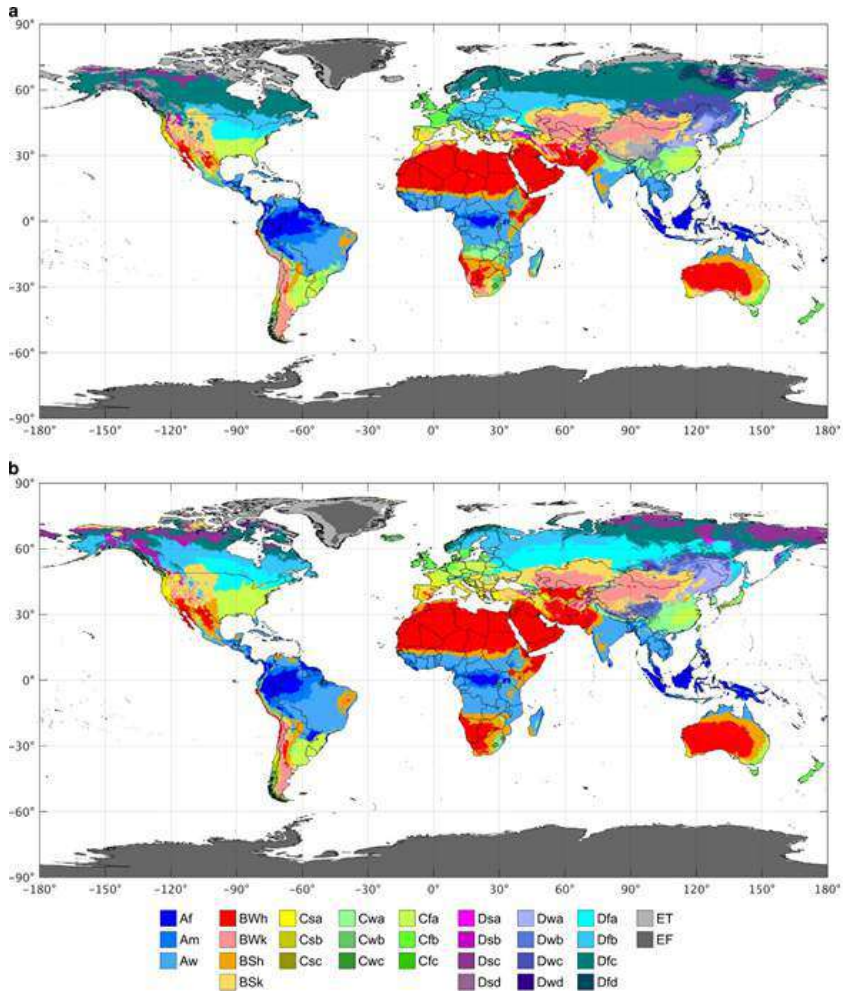 a
90°
60°
30°
0°
−30°
−60°
−90°
−180° −150° −120° −90° −60° −30° 0° 30° 60° 90° 120° 150° 180°
b
90°
60°
30°
0°
−30°
−60°
−90°
−180° −150° −120° −90° −60° −30° 0° 30° 60° 90° 120° 150° 180°
Af BWh Csa Cwa Cfa Dsa Dwa Dfa ET
Am BWk Csb Cwb Cfb Dsb Dwb Dfb EF
Aw BSh Csc Cwc Cfc Dsc Dwc Dfc
BSk Dsd Dwd Dfd